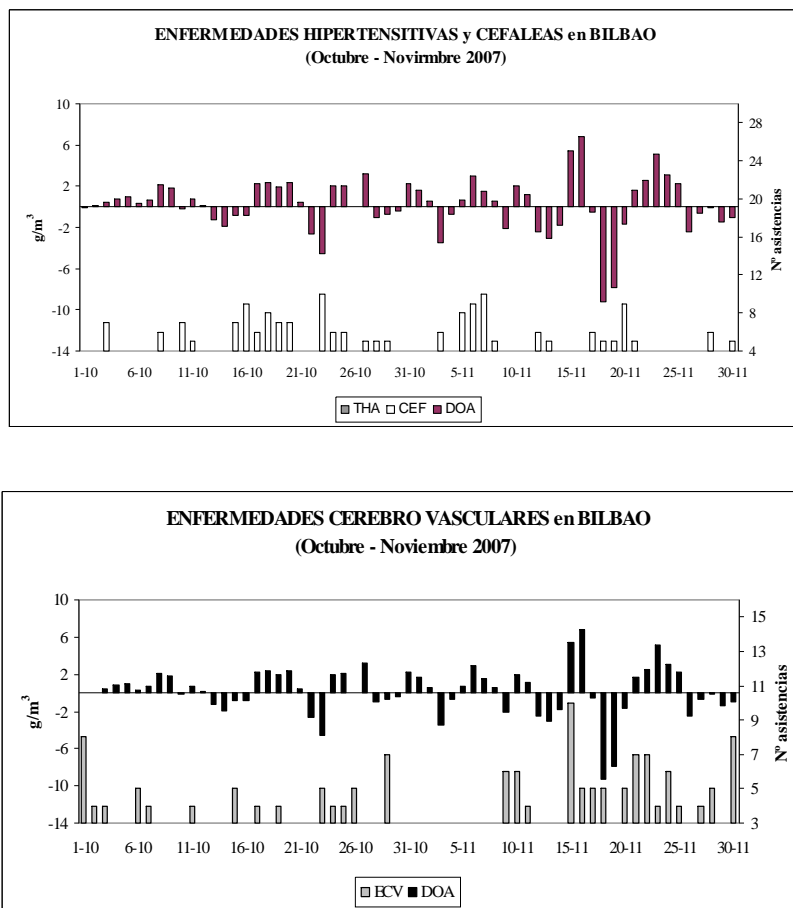 ENFERMEDADES HIPERTENSITIVAS y CEFALEAS en BILBAO
(Octubre - Novirmbre 2007)
10
6
2
-2
-6
-10
-14
g/m³
28
24
20
16
12
8
4
Nº asistencias
1-10 6-10 11-10 16-10 21-10 26-10 31-10 5-11 10-11 15-11 20-11 25-11 30-11
THA CEF DOA
ENFERMEDADES CEREBRO VASCULARES en BILBAO
(Octubre - Noviembre 2007)
10
6
2
-2
-6
-10
-14
g/m³
15
13
11
9
7
5
3
Nº asistencias
1-10 6-10 11-10 16-10 21-10 26-10 31-10 5-11 10-11 15-11 20-11 25-11 30-11
ECV DOA